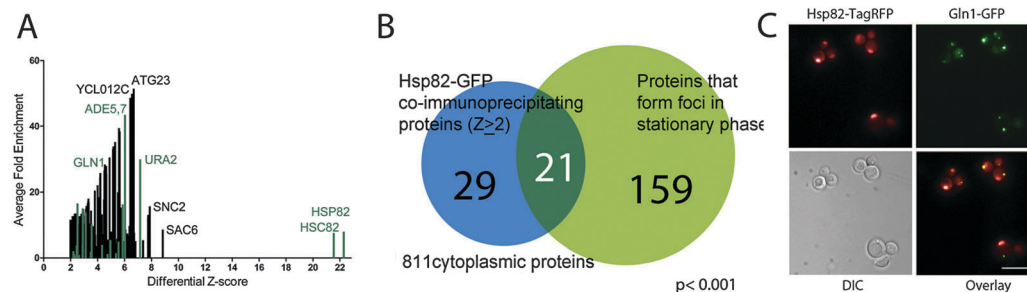 A
Average Fold Enrichment
60
40
20
0
YCL012C
ATG23
ADE5,7
GLN1
URA2
SNC2
SAC6
HSP82
HSC82
0 2 4 6 8 10 12 14 16 18 20 22
Differential Z-score
B
Hsp82-GFP
co-immunoprecipitating
proteins (Z≥2)
Proteins that
form foci in
stationary phase
29
21
159
811cytoplasmic proteins
p< 0.001
C
Hsp82-TagRFP
Gln1-GFP
DIC
Overlay